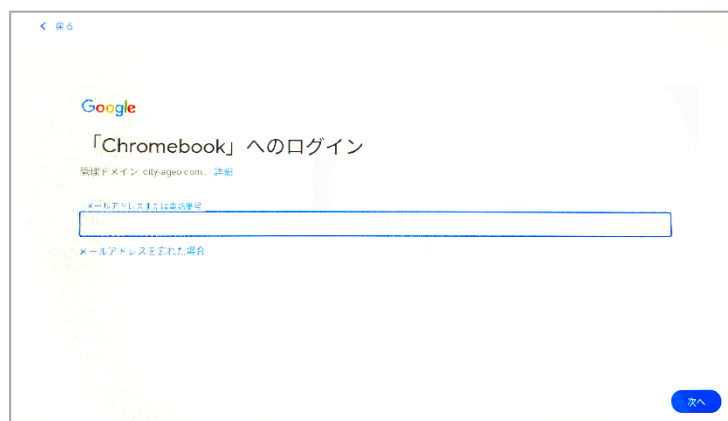 戻る
Google
「Chromebook」へのログイン
管理ドメイン: city-ageo.com、 詳細
メールアドレスまたは電話番号
メールアドレスを忘れた場合
次へ